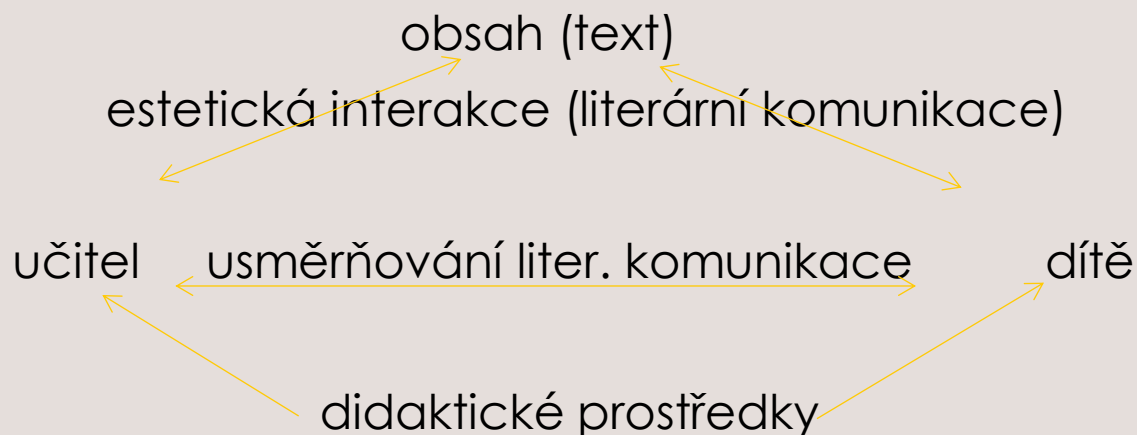 obsah (text)
estetická interakce (literární komunikace)
učitel usměrňování liter. komunikace dítě
didaktické prostředky